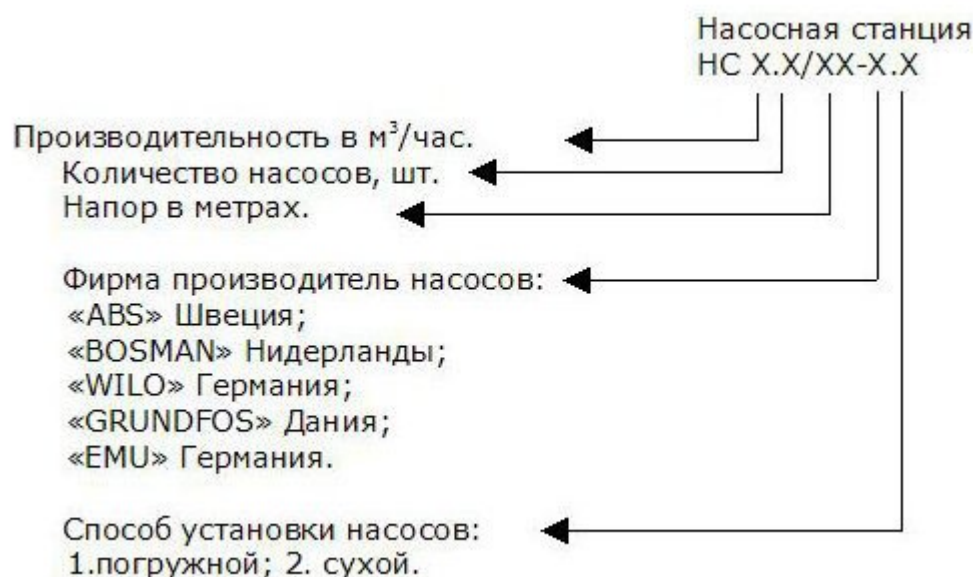 Насосная станция
НС Х.Х/ХХ-Х.Х
Производительность в м³/час.
Количество насосов, шт.
Напор в метрах.
Фирма производитель насосов:
«ABS» Швеция;
«BOSMAN» Нидерланды;
«WILO» Германия;
«GRUNDFOS» Дания;
«EMU» Германия.
Способ установки насосов:
1.погружной; 2. сухой.